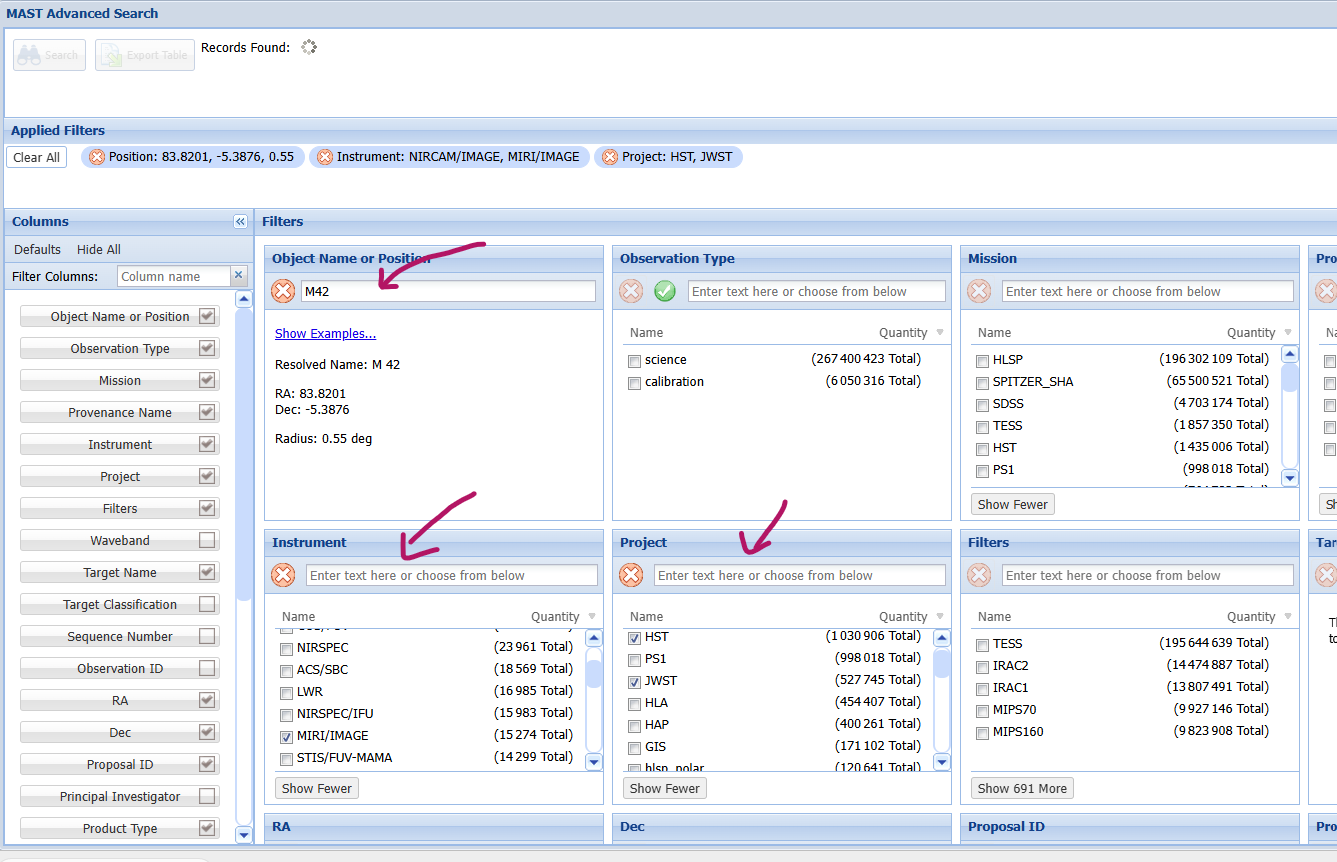 MAST Advanced Search
Search
Export Table
Records Found:
Applied Filters
Clear All
Position: 83.8201, -5.3876, 0.55
Instrument: NIRCAM/IMAGE, MIRI/IMAGE
Project: HST, JWST
Columns
Defaults Hide All
Filter Columns: Column name
Object Name or Position
Observation Type
Mission
Provenance Name
Instrument
Project
Filters
Waveband
Target Name
Target Classification
Sequence Number
Observation ID
RA
Dec
Proposal ID
Principal Investigator
Product Type
Filters
Object Name or Position
M42
Show Examples...
Resolved Name: M 42
RA: 83.8201
Dec: -5.3876
Radius: 0.55 deg
Observation Type
Enter text here or choose from below
Name Quantity
science (267 400 423 Total)
calibration (6 050 316 Total)
Mission
Enter text here or choose from below
Name Quantity
HLSP (196 302 109 Total)
SPITZER_SHA (65 500 521 Total)
SDSS (4 703 174 Total)
TESS (1 857 350 Total)
HST (1 435 006 Total)
PS1 (998 018 Total)
Show Fewer
Instrument
Enter text here or choose from below
Name Quantity
NIRSPEC (23 961 Total)
ACS/SBC (18 569 Total)
LWR (16 985 Total)
NIRSPEC/IFU (15 983 Total)
MIRI/IMAGE (15 274 Total)
STIS/FUV-MAMA (14 299 Total)
Show Fewer
Project
Enter text here or choose from below
Name Quantity
HST (1 030 906 Total)
PS1 (998 018 Total)
JWST (527 745 Total)
HLA (454 407 Total)
HAP (400 261 Total)
GIS (171 102 Total)
hlsp_polar (120 641 Total)
Show Fewer
Filters
Enter text here or choose from below
Name Quantity
TESS (195 644 639 Total)
IRAC2 (14 474 887 Total)
IRAC1 (13 807 491 Total)
MIPS70 (9 927 146 Total)
MIPS160 (9 823 908 Total)
Show 691 More
RA
Dec
Proposal ID